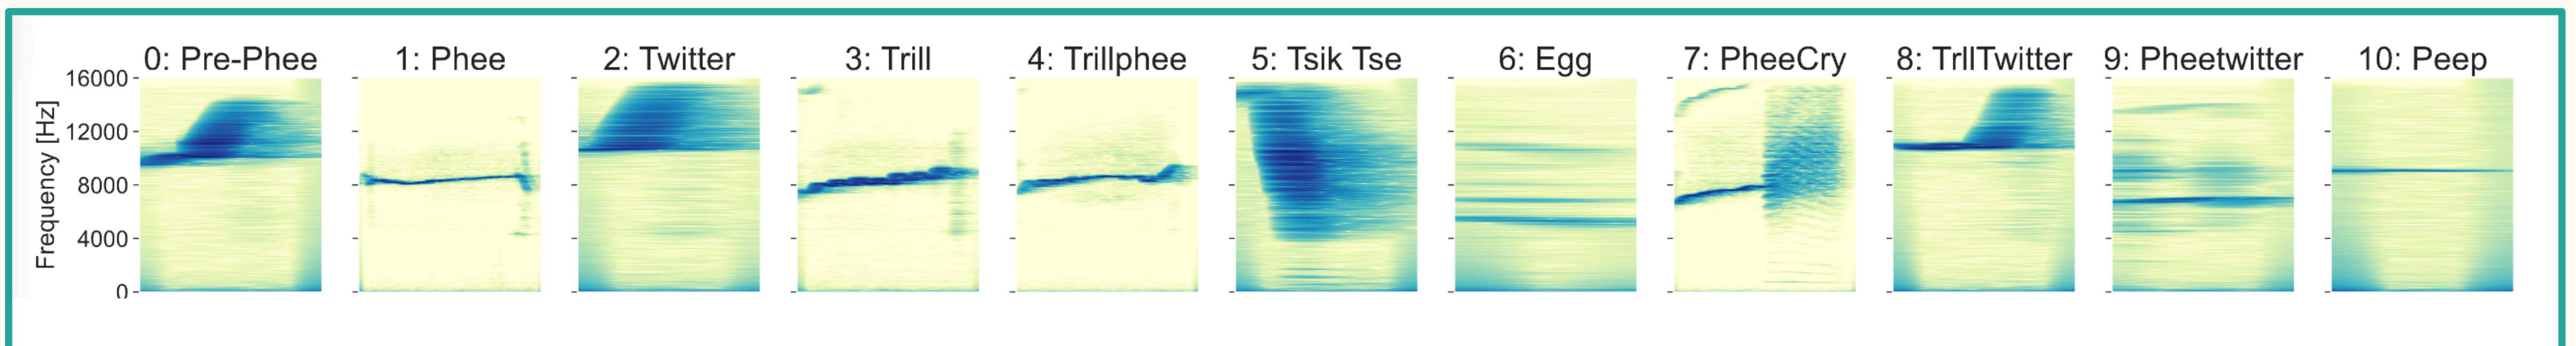 0: Pre-Phee 1: Phee 2: Twitter 3: Trill 4: Trillphee 5: Tsik Tse 6: Egg 7: PheeCry 8: TrllTwitter 9: Pheetwitter 10: Peep
Frequency [Hz]
16000
12000
8000
4000
0